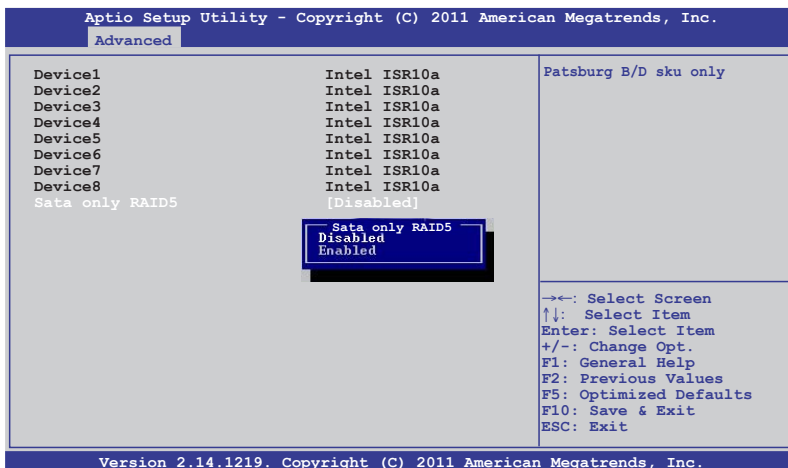 Aptio Setup Utility - Copyright (C) 2011 American Megatrends, Inc.
Advanced
Device1 Intel ISR10a
Device2 Intel ISR10a
Device3 Intel ISR10a
Device4 Intel ISR10a
Device5 Intel ISR10a
Device6 Intel ISR10a
Device7 Intel ISR10a
Device8 Intel ISR10a
Sata only RAID5 [Disabled]
Sata only RAID5
Disabled
Enabled
Patsburg B/D sku only
→←: Select Screen
↑↓: Select Item
Enter: Select Item
+/-: Change Opt.
F1: General Help
F2: Previous Values
F5: Optimized Defaults
F10: Save & Exit
ESC: Exit
Version 2.14.1219. Copyright (C) 2011 American Megatrends, Inc.